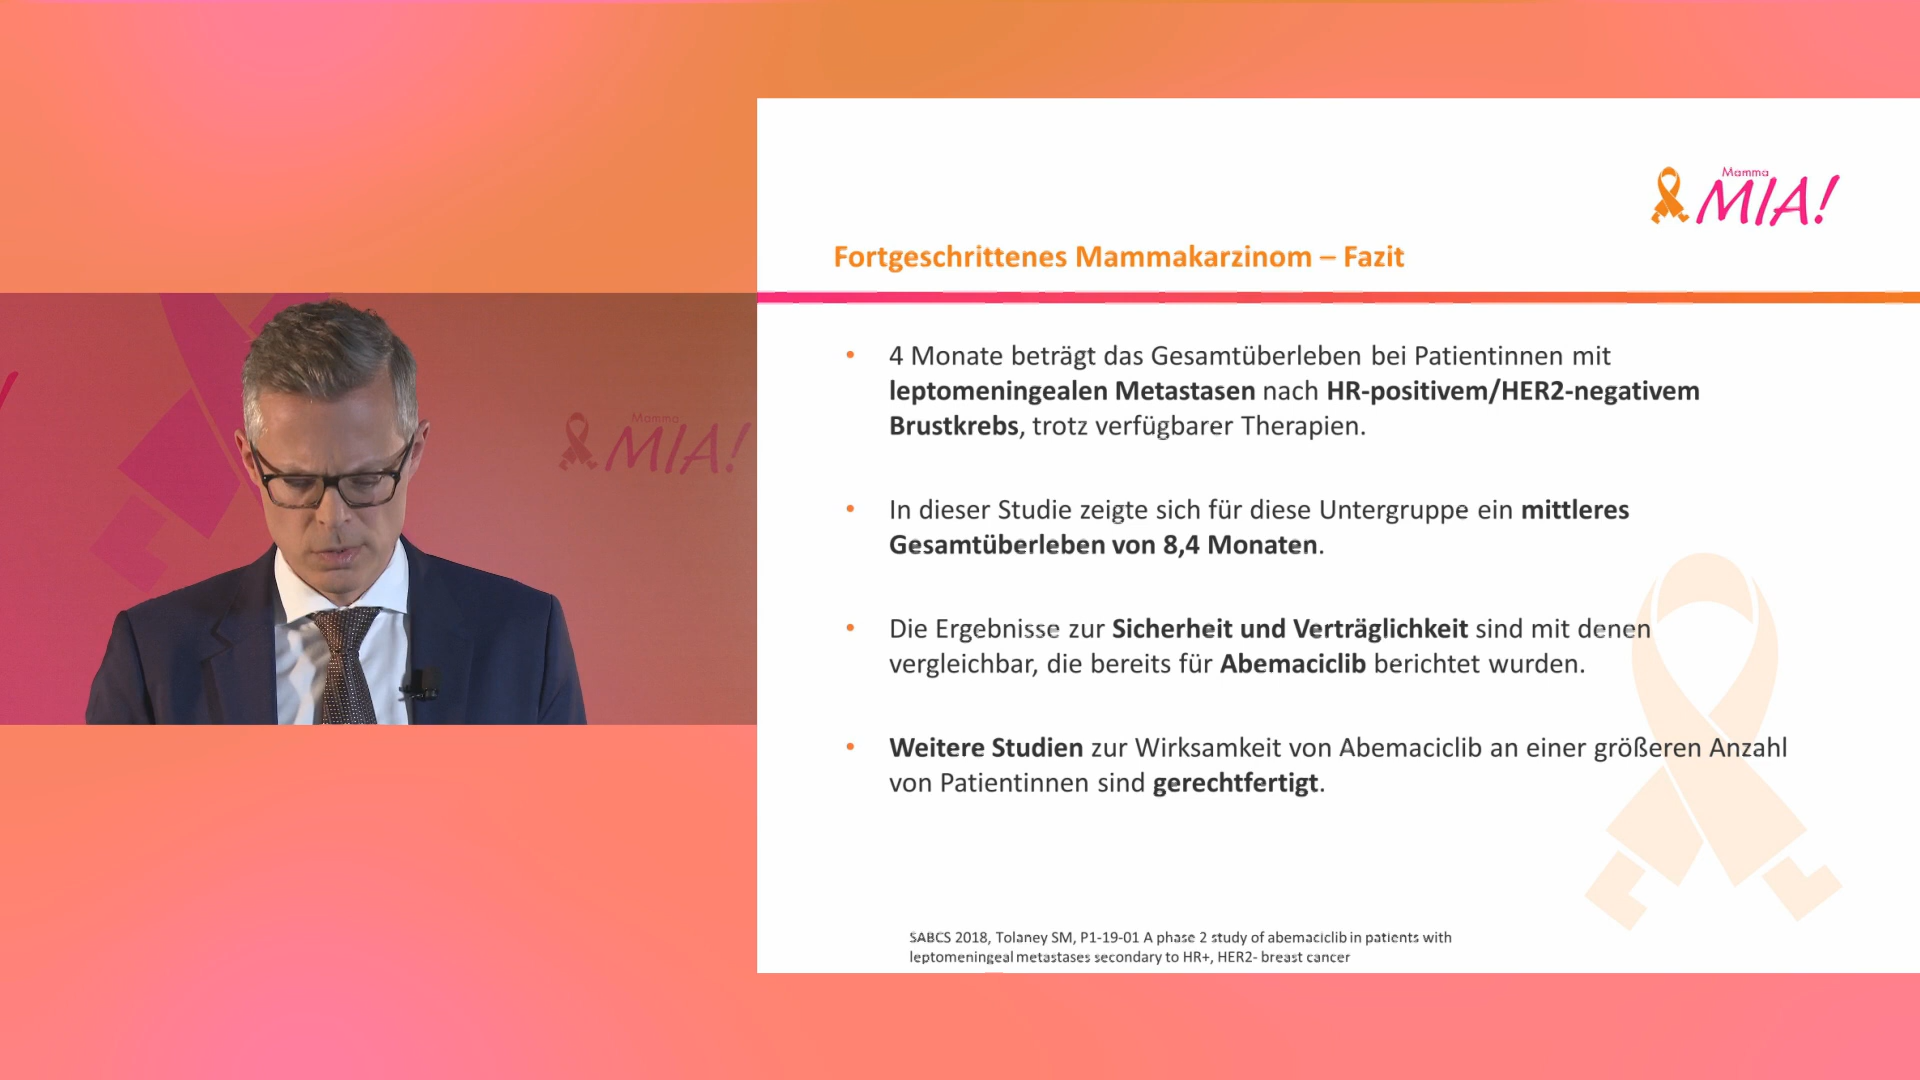 Mamma
MIA!
Fortgeschrittenes Mammakarzinom – Fazit
Mamma
MIA!
• 4 Monate beträgt das Gesamtüberleben bei Patientinnen mit
leptomeningealen Metastasen nach HR-positivem/HER2-negativem
Brustkrebs, trotz verfügbarer Therapien.
• In dieser Studie zeigte sich für diese Untergruppe ein mittleres
Gesamtüberleben von 8,4 Monaten.
• Die Ergebnisse zur Sicherheit und Verträglichkeit sind mit denen
vergleichbar, die bereits für Abemaciclib berichtet wurden.
• Weitere Studien zur Wirksamkeit von Abemaciclib an einer größeren Anzahl
von Patientinnen sind gerechtfertigt.
SABCS 2018, Tolaney SM, P1-19-01 A phase 2 study of abemaciclib in patients with
leptomeningeal metastases secondary to HR+, HER2- breast cancer